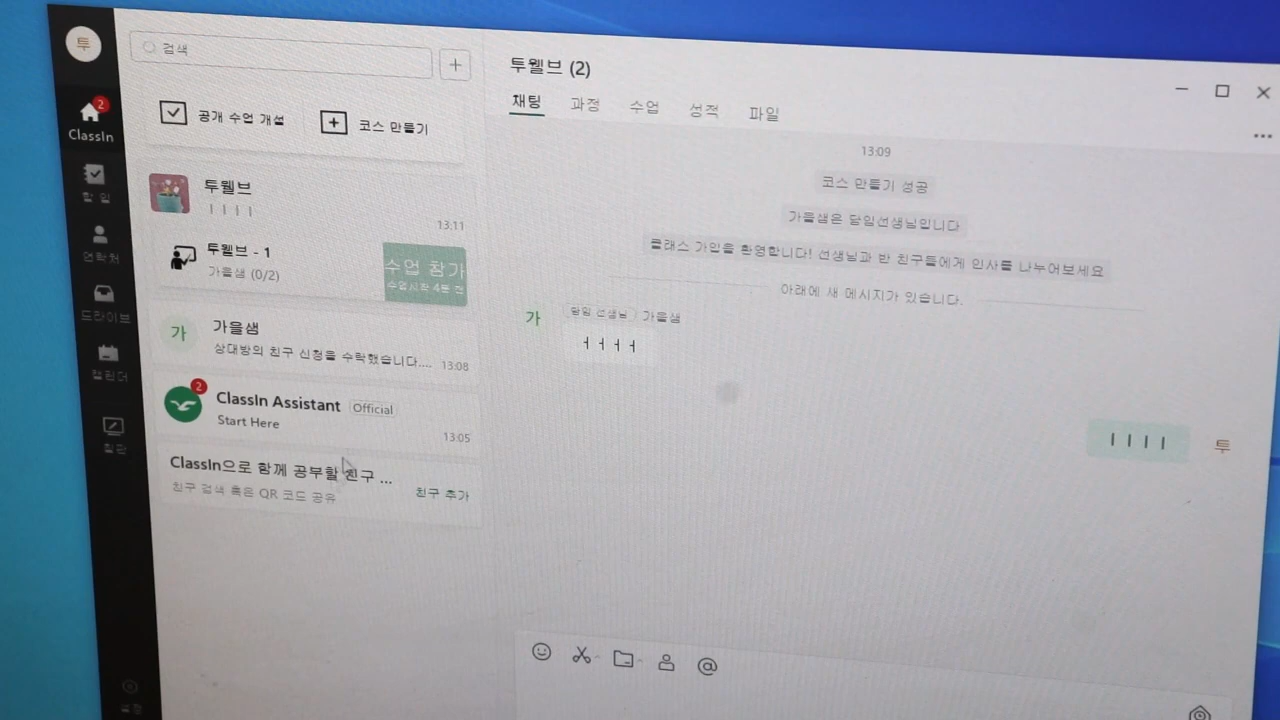 투
검색
2
ClassIn
할 일
연락처
드라이브
캘린더
칠판
도움
공개 수업 개설
코스 만들기
투웰브
ㅣㅣㅣㅣ
13:11
투웰브 - 1
가을샘 (0/2)
수업 참가
수업시작 4분 전
가
가을샘
상대방의 친구 신청을 수락했습니다....
13:08
2
ClassIn Assistant Official
Start Here
13:05
ClassIn으로 함께 공부할 친구 ...
친구 검색 혹은 QR 코드 공유
친구 추가
투웰브 (2)
채팅 과정 수업 성적 파일
13:09
코스 만들기 성공
가을샘은 담임선생님입니다
클래스 가입을 환영합니다! 선생님과 반 친구들에게 인사를 나누어보세요
아래에 새 메시지가 있습니다.
가
담임 선생님 가을샘
ㅓㅓㅓㅓ
ㅣㅣㅣㅣ
투